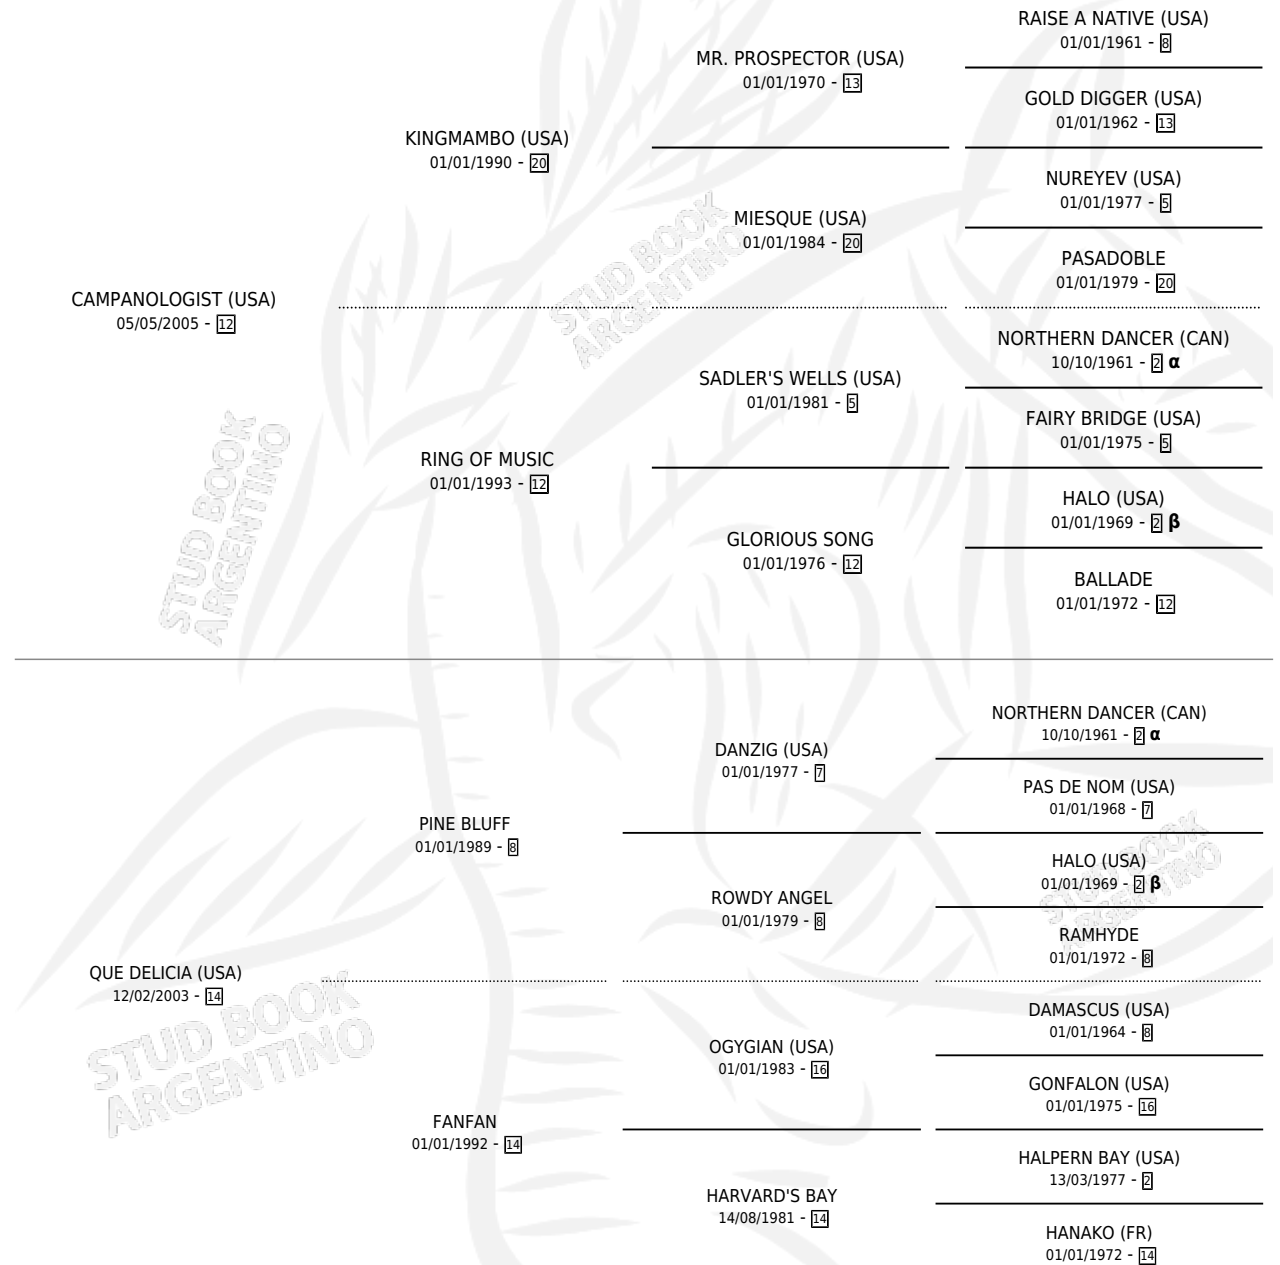 RAISE A NATIVE (USA)
01/01/1961 - 8
MR. PROSPECTOR (USA)
01/01/1970 - 13
GOLD DIGGER (USA)
01/01/1962 - 13
KINGMAMBO (USA)
01/01/1990 - 20
NUREYEV (USA)
01/01/1977 - 5
MIESQUE (USA)
01/01/1984 - 20
PASADOBLE
01/01/1979 - 20
CAMPANOLOGIST (USA)
05/05/2005 - 12
NORTHERN DANCER (CAN)
10/10/1961 - 2 α
SADLER'S WELLS (USA)
01/01/1981 - 5
FAIRY BRIDGE (USA)
01/01/1975 - 5
RING OF MUSIC
01/01/1993 - 12
HALO (USA)
01/01/1969 - 2 β
GLORIOUS SONG
01/01/1976 - 12
BALLADE
01/01/1972 - 12
NORTHERN DANCER (CAN)
10/10/1961 - 2 α
DANZIG (USA)
01/01/1977 - 7
PAS DE NOM (USA)
01/01/1968 - 7
PINE BLUFF
01/01/1989 - 8
HALO (USA)
01/01/1969 - 2 β
ROWDY ANGEL
01/01/1979 - 8
RAMHYDE
01/01/1972 - 8
QUE DELICIA (USA)
12/02/2003 - 14
DAMASCUS (USA)
01/01/1964 - 8
OGYGIAN (USA)
01/01/1983 - 16
GONFALON (USA)
01/01/1975 - 16
FANFAN
01/01/1992 - 14
HALPERN BAY (USA)
13/03/1977 - 2
HARVARD'S BAY
14/08/1981 - 14
HANAKO (FR)
01/01/1972 - 14
STUD BOOK
ARGENTINO
STUD BOOK
ARGENTINO
STUD BOOK
ARGENTINO
STUD BOOK
ARGENTINO